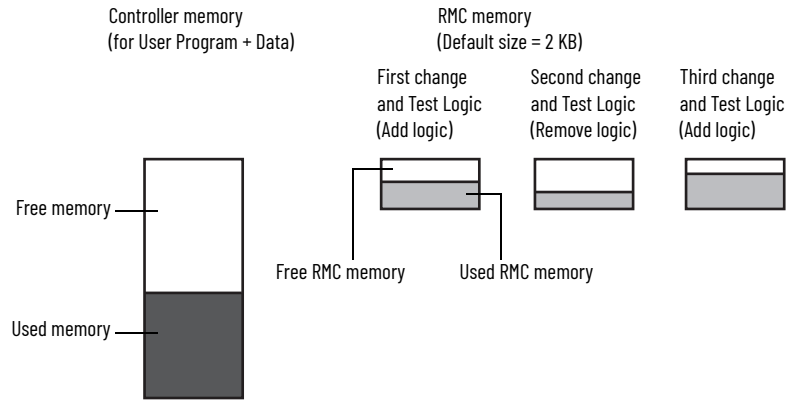 Controller memory
(for User Program + Data)
RMC memory
(Default size = 2 KB)
First change
and Test Logic
(Add logic)
Second change
and Test Logic
(Remove logic)
Third change
and Test Logic
(Add logic)
Free memory
Free RMC memory
Used RMC memory
Used memory